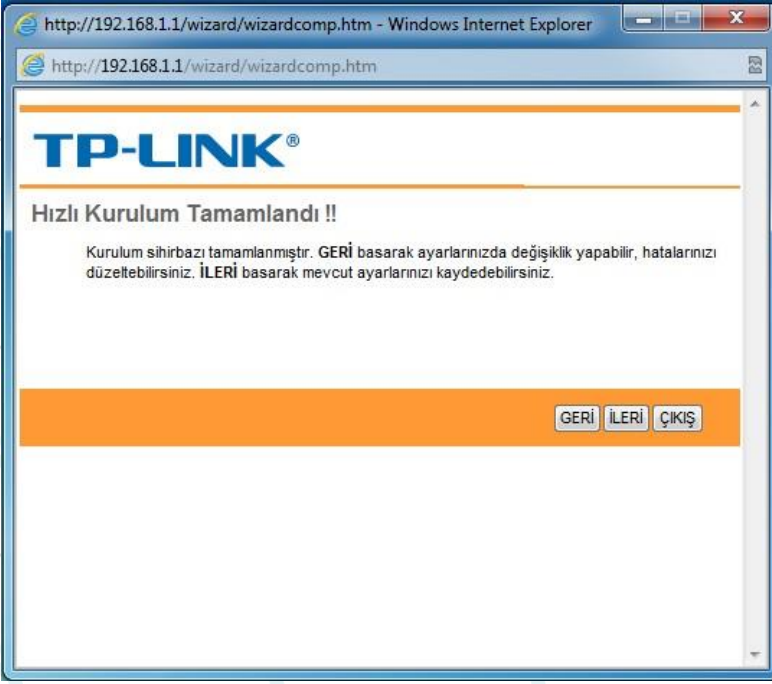 http://192.168.1.1/wizard/wizardcomp.htm - Windows Internet Explorer
http://192.168.1.1/wizard/wizardcomp.htm
TP-LINK®
Hızlı Kurulum Tamamlandı !!
Kurulum sihirbazı tamamlanmıştır. GERİ basarak ayarlarınızda değişiklik yapabilir, hatalarınızı
düzeltebilirsiniz. İLERİ basarak mevcut ayarlarınızı kaydedebilirsiniz.
GERİ İLERİ ÇIKIŞ